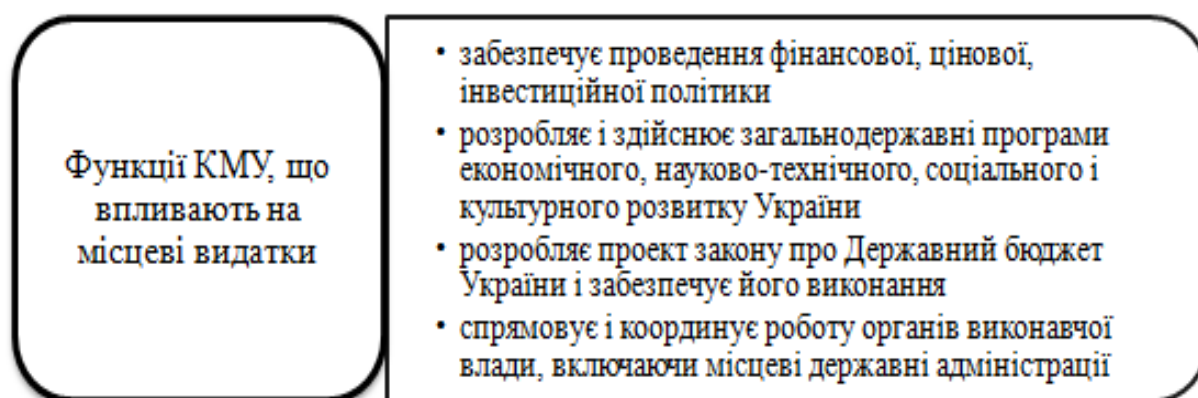 Функції КМУ, що
впливають на
місцеві видатки
• забезпечує проведення фінансової, цінової,
інвестиційної політики
• розробляє і здійснює загальнодержавні програми
економічного, науково-технічного, соціального і
культурного розвитку України
• розробляє проект закону про Державний бюджет
України і забезпечує його виконання
• спрямовує і координує роботу органів виконавчої
влади, включаючи місцеві державні адміністрації